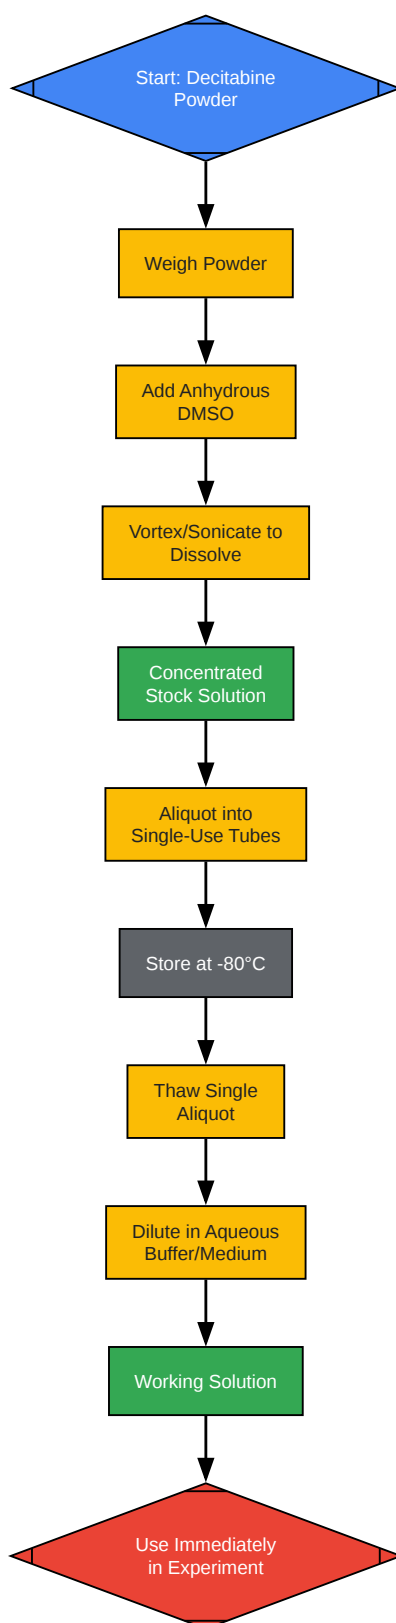 Start: Decitabine
Powder
Weigh Powder
Add Anhydrous
DMSO
Vortex/Sonicate to
Dissolve
Concentrated
Stock Solution
Aliquot into
Single-Use Tubes
Store at -80°C
Thaw Single
Aliquot
Dilute in Aqueous
Buffer/Medium
Working Solution
Use Immediately
in Experiment